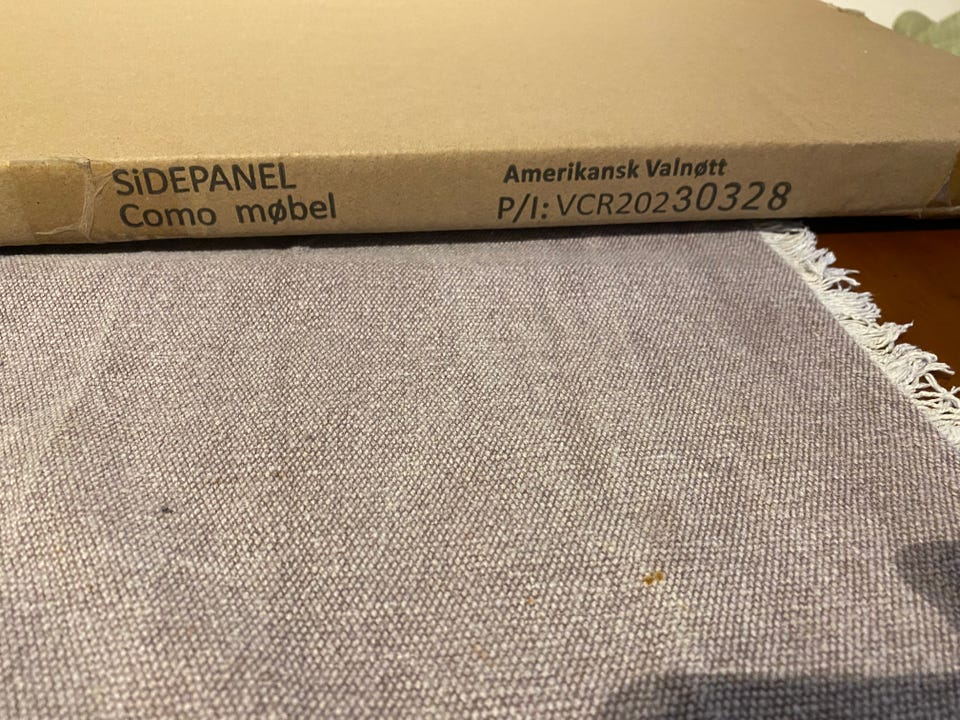 SiDEPANEL
Como møbel
Amerikansk Valnøtt
P/I: VCR20230328